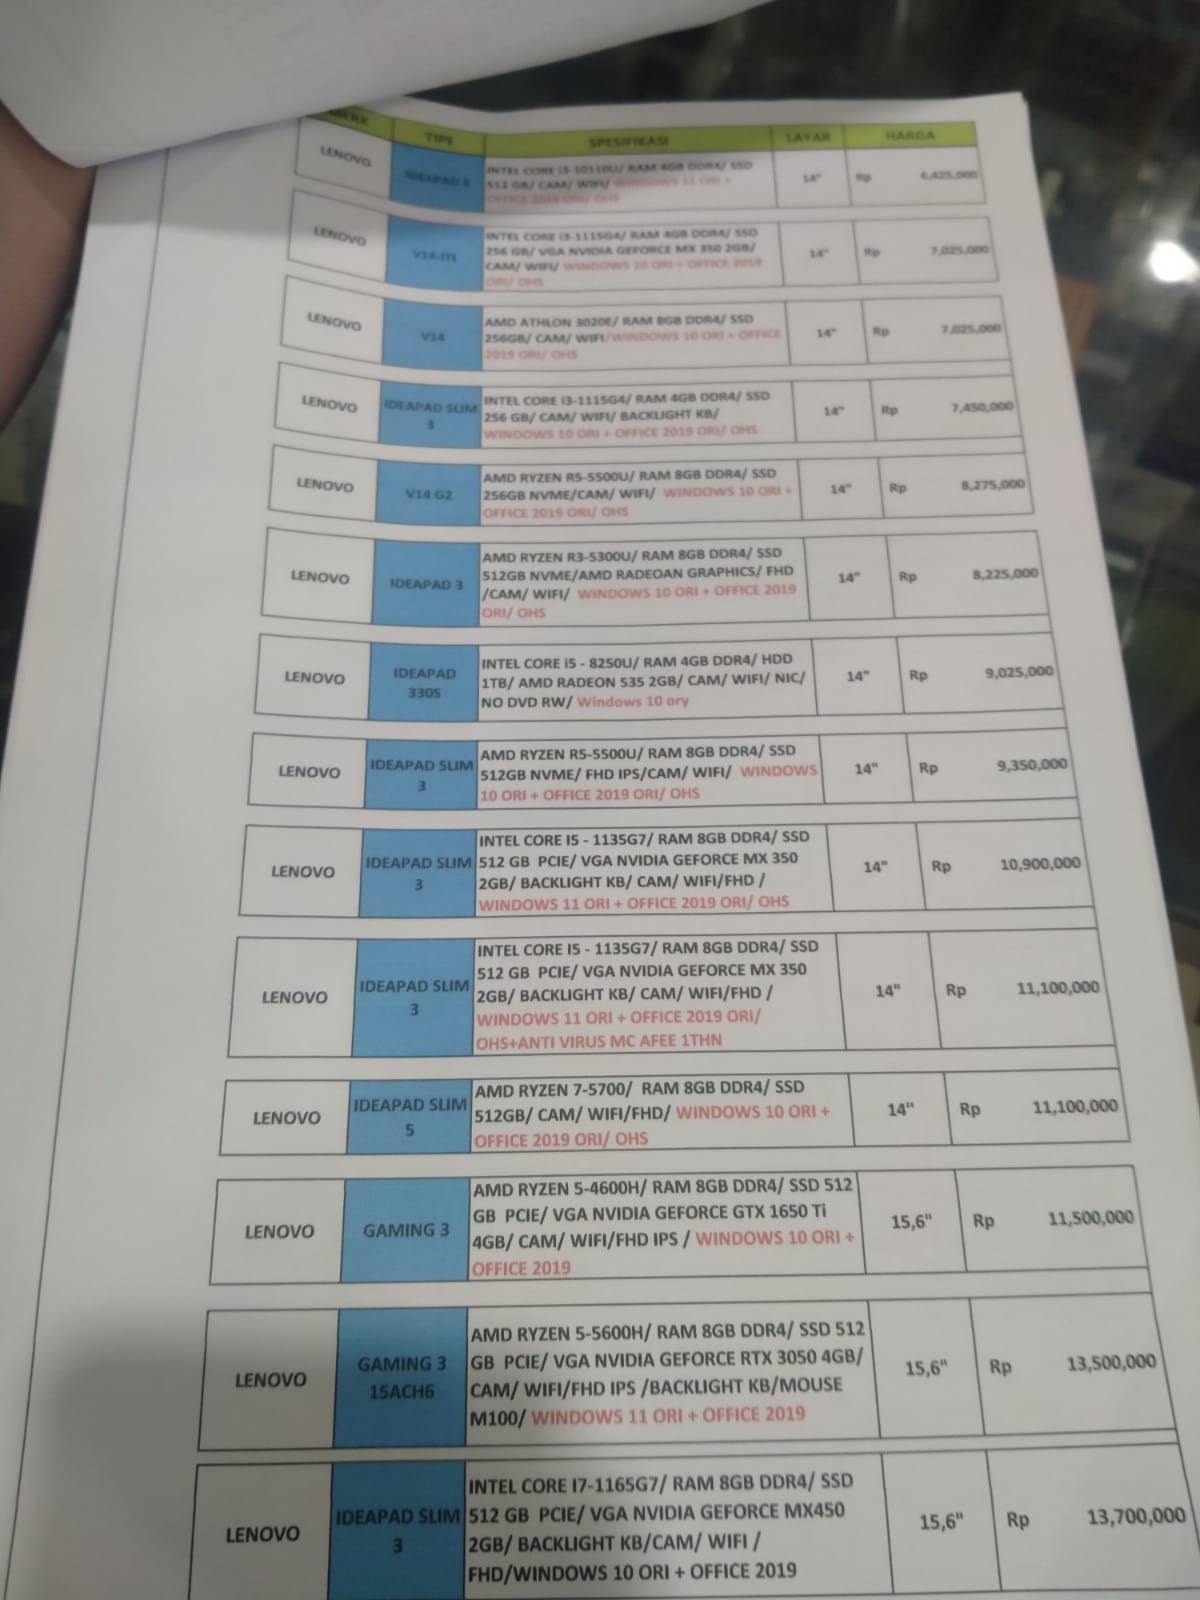 MERK TIPE SPESIFIKASI LAYAR HARGA
LENOVO IDEAPAD INTEL CORE i3-10110U/ RAM 4GB DDR4/ SSD 14" Rp 6,425,000
512 GB/ CAM/ WIFI/ WINDOWS 11 ORI +
OFFICE 2019 ORI/ OHS
LENOVO V14-ITL INTEL CORE i3-1115G4/ RAM 4GB DDR4/ SSD 14" Rp 7,025,000
256 GB/ VGA NVIDIA GEFORCE MX 350 2GB/
CAM/ WIFI/ WINDOWS 10 ORI + OFFICE 2019
ORI/ OHS
LENOVO V14 AMD ATHLON 3020E/ RAM 8GB DDR4/ SSD 14" Rp 7,025,000
256GB/ CAM/ WIFI/WINDOWS 10 ORI + OFFICE
2019 ORI/ OHS
LENOVO IDEAPAD SLIM INTEL CORE I3-1115G4/ RAM 4GB DDR4/ SSD 14" Rp 7,450,000
3 256 GB/ CAM/ WIFI/ BACKLIGHT KB/
WINDOWS 10 ORI + OFFICE 2019 ORI/ OHS
LENOVO V14 G2 AMD RYZEN R5-5500U/ RAM 8GB DDR4/ SSD 14" Rp 8,275,000
256GB NVME/CAM/ WIFI/ WINDOWS 10 ORI +
OFFICE 2019 ORI/ OHS
LENOVO IDEAPAD 3 AMD RYZEN R3-5300U/ RAM 8GB DDR4/ SSD 14" Rp 8,225,000
512GB NVME/AMD RADEOAN GRAPHICS/ FHD
/CAM/ WIFI/ WINDOWS 10 ORI + OFFICE 2019
ORI/ OHS
LENOVO IDEAPAD INTEL CORE i5 - 8250U/ RAM 4GB DDR4/ HDD 14" Rp 9,025,000
330S 1TB/ AMD RADEON 535 2GB/ CAM/ WIFI/ NIC/
NO DVD RW/ Windows 10 ory
LENOVO IDEAPAD SLIM AMD RYZEN R5-5500U/ RAM 8GB DDR4/ SSD 14" Rp 9,350,000
3 512GB NVME/ FHD IPS/CAM/ WIFI/ WINDOWS
10 ORI + OFFICE 2019 ORI/ OHS
LENOVO IDEAPAD SLIM INTEL CORE I5 - 1135G7/ RAM 8GB DDR4/ SSD 14" Rp 10,900,000
3 512 GB PCIE/ VGA NVIDIA GEFORCE MX 350
2GB/ BACKLIGHT KB/ CAM/ WIFI/FHD /
WINDOWS 11 ORI + OFFICE 2019 ORI/ OHS
LENOVO IDEAPAD SLIM INTEL CORE I5 - 1135G7/ RAM 8GB DDR4/ SSD 14" Rp 11,100,000
3 512 GB PCIE/ VGA NVIDIA GEFORCE MX 350
2GB/ BACKLIGHT KB/ CAM/ WIFI/FHD /
WINDOWS 11 ORI + OFFICE 2019 ORI/
OHS+ANTI VIRUS MC AFEE 1THN
LENOVO IDEAPAD SLIM AMD RYZEN 7-5700/ RAM 8GB DDR4/ SSD 14" Rp 11,100,000
5 512GB/ CAM/ WIFI/FHD/ WINDOWS 10 ORI +
OFFICE 2019 ORI/ OHS
LENOVO GAMING 3 AMD RYZEN 5-4600H/ RAM 8GB DDR4/ SSD 512 15,6" Rp 11,500,000
GB PCIE/ VGA NVIDIA GEFORCE GTX 1650 Ti
4GB/ CAM/ WIFI/FHD IPS / WINDOWS 10 ORI +
OFFICE 2019
LENOVO GAMING 3 AMD RYZEN 5-5600H/ RAM 8GB DDR4/ SSD 512 15,6" Rp 13,500,000
15ACH6 GB PCIE/ VGA NVIDIA GEFORCE RTX 3050 4GB/
CAM/ WIFI/FHD IPS /BACKLIGHT KB/MOUSE
M100/ WINDOWS 11 ORI + OFFICE 2019
LENOVO IDEAPAD SLIM INTEL CORE I7-1165G7/ RAM 8GB DDR4/ SSD 15,6" Rp 13,700,000
3 512 GB PCIE/ VGA NVIDIA GEFORCE MX450
2GB/ BACKLIGHT KB/CAM/ WIFI /
FHD/WINDOWS 10 ORI + OFFICE 2019